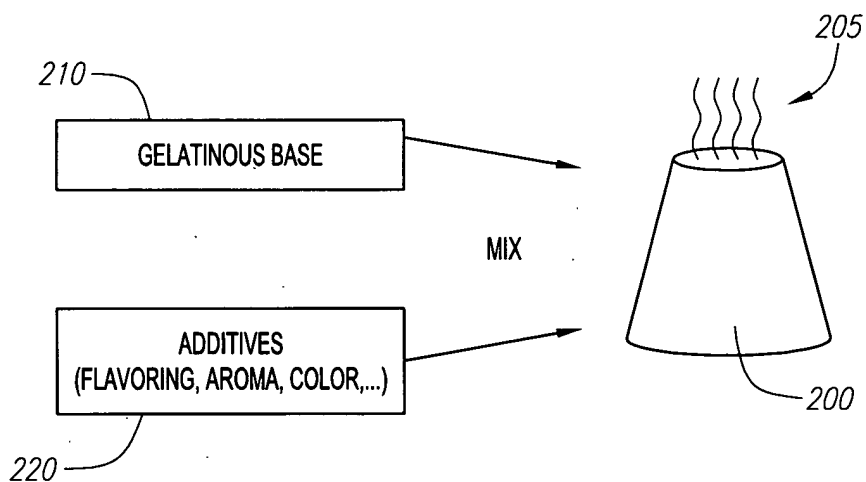 205
210
GELATINOUS BASE
MIX
ADDITIVES
(FLAVORING, AROMA, COLOR,...)
200
220